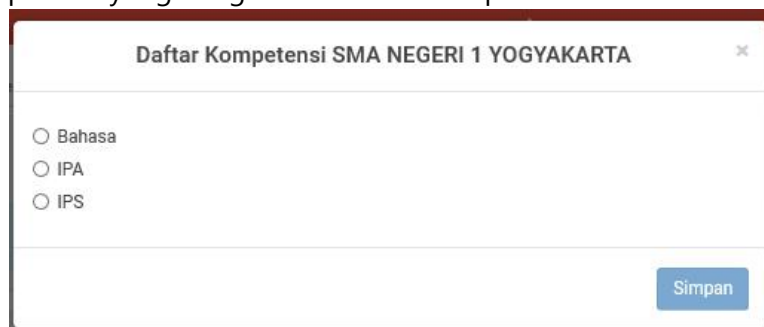 Daftar Kompetensi SMA NEGERI 1 YOGYAKARTA
×
Bahasa
IPA
IPS
Simpan